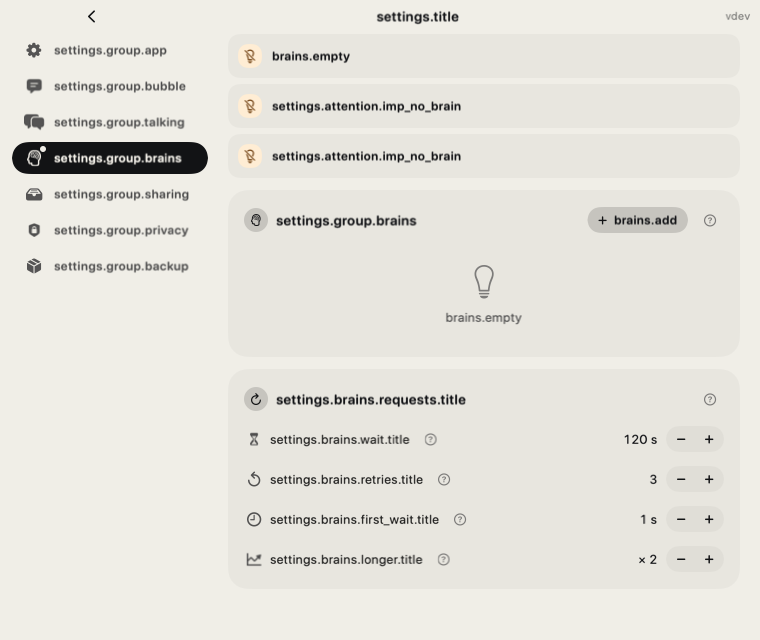 settings.title
vdev
settings.group.app
settings.group.bubble
settings.group.talking
settings.group.brains
settings.group.sharing
settings.group.privacy
settings.group.backup
brains.empty
settings.attention.imp_no_brain
settings.attention.imp_no_brain
settings.group.brains
+ brains.add
?
brains.empty
settings.brains.requests.title
?
settings.brains.wait.title ? 120 s − +
settings.brains.retries.title ? 3 − +
settings.brains.first_wait.title ? 1 s − +
settings.brains.longer.title ? × 2 − +